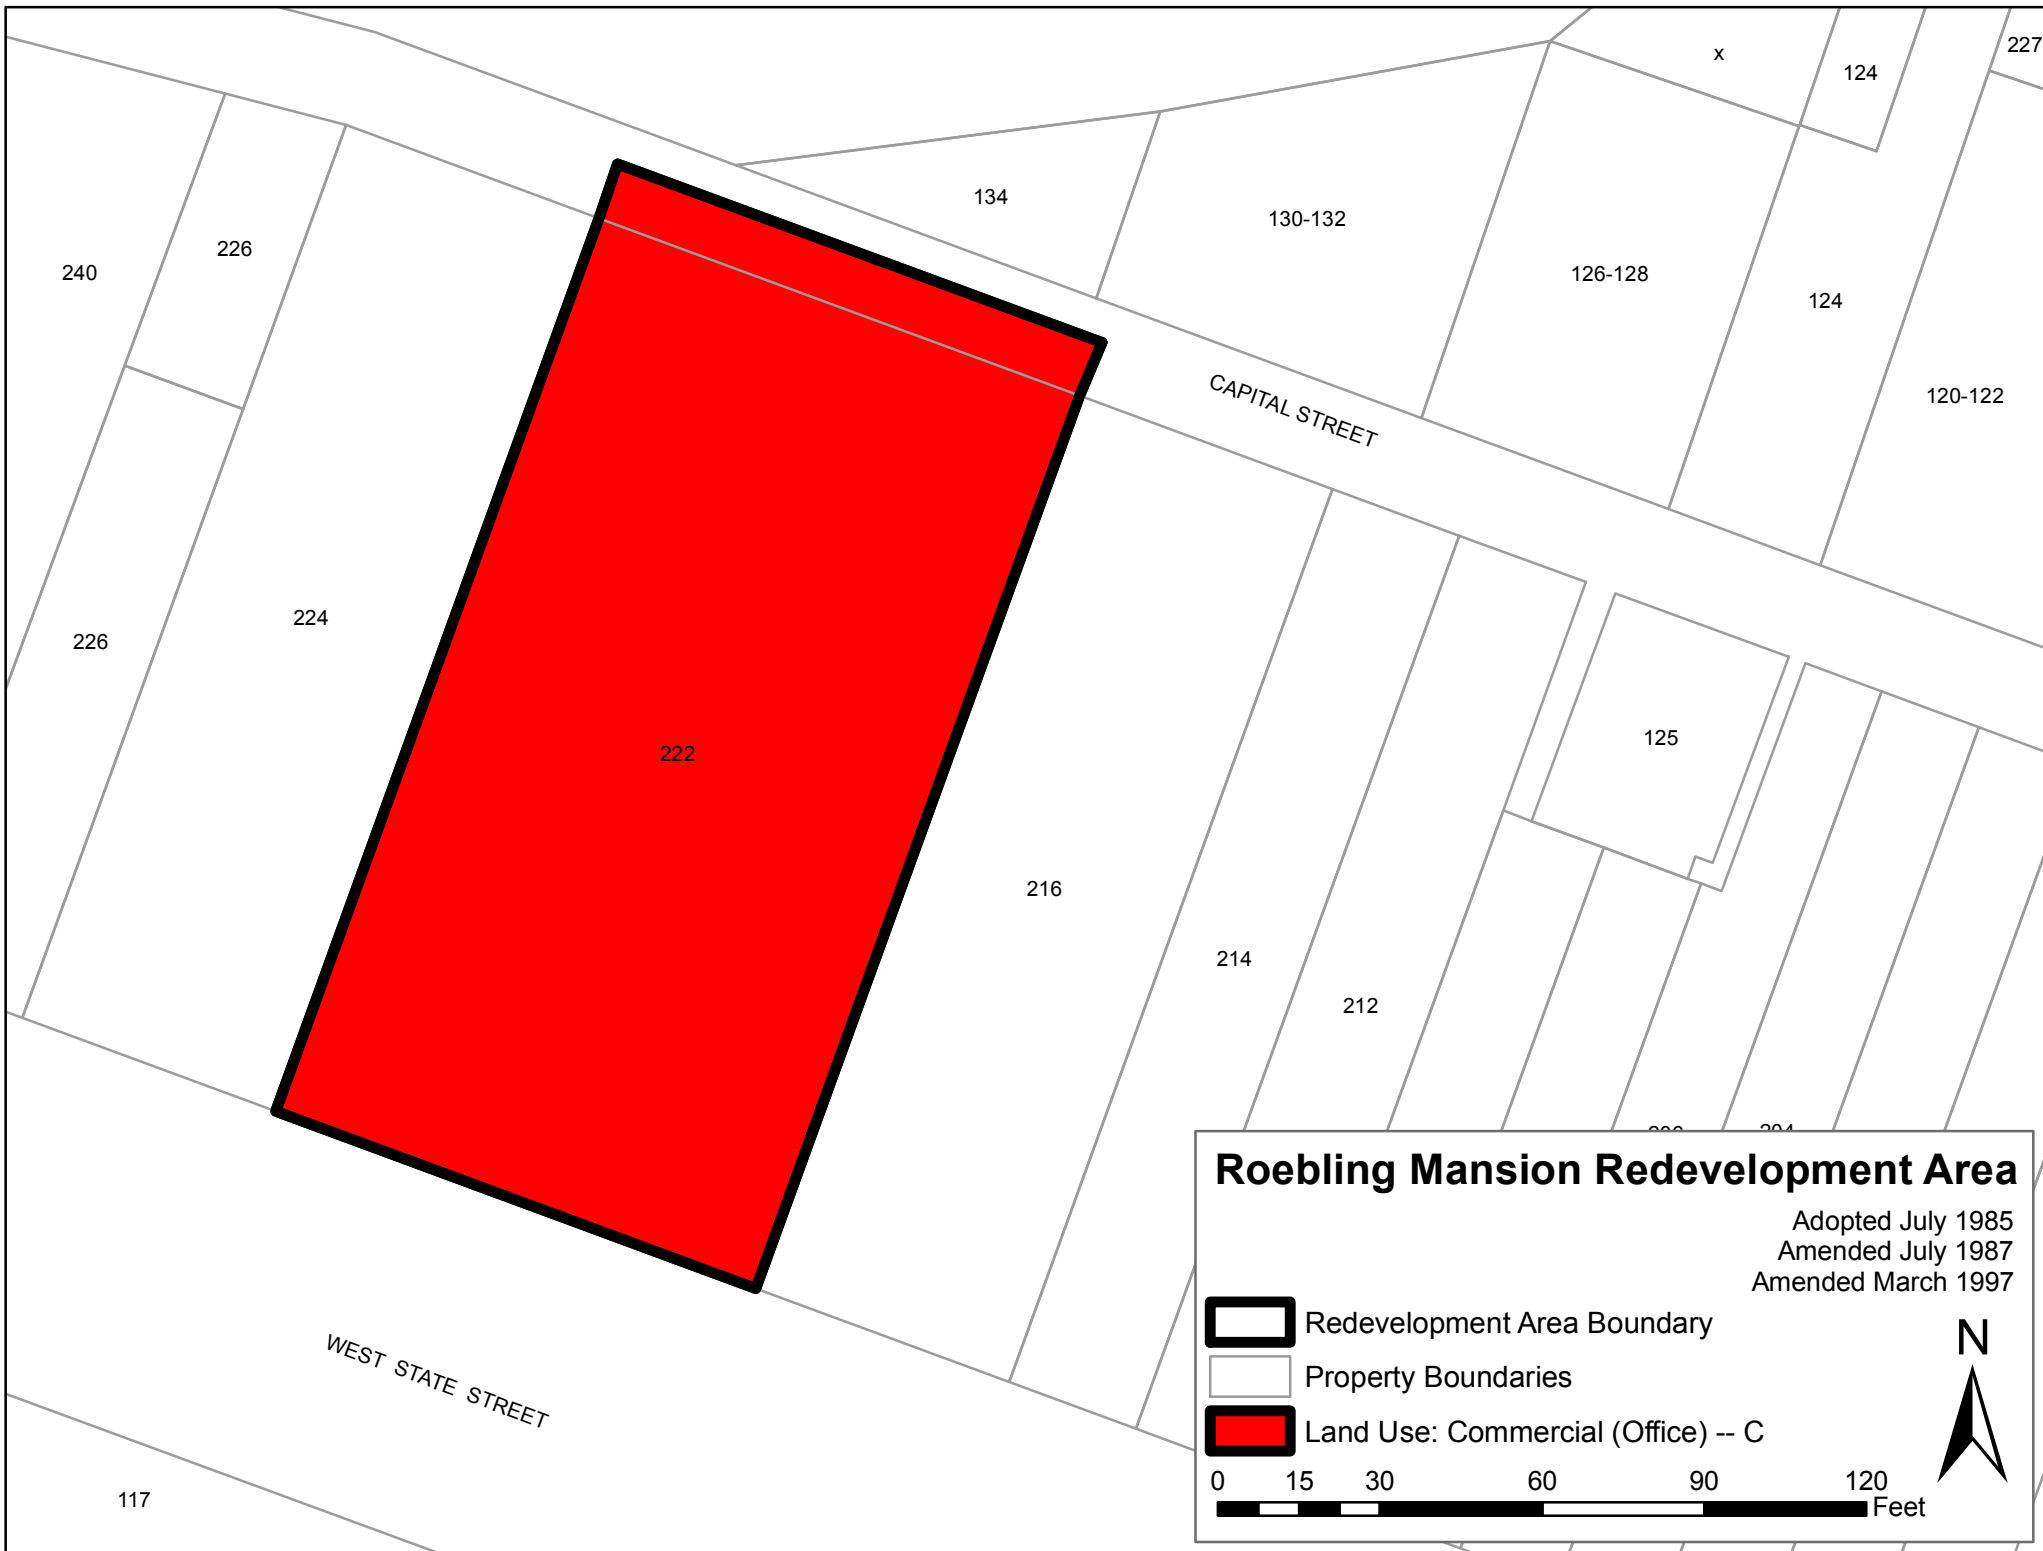 227
x
124
134
130-132
226
240
126-128
124
CAPITAL STREET
120-122
224
226
222
125
216
214
212
204
Roebling Mansion Redevelopment Area
Adopted July 1985
Amended July 1987
Amended March 1997
Redevelopment Area Boundary
N
Property Boundaries
Land Use: Commercial (Office) -- C
0 15 30 60 90 120
Feet
WEST STATE STREET
117